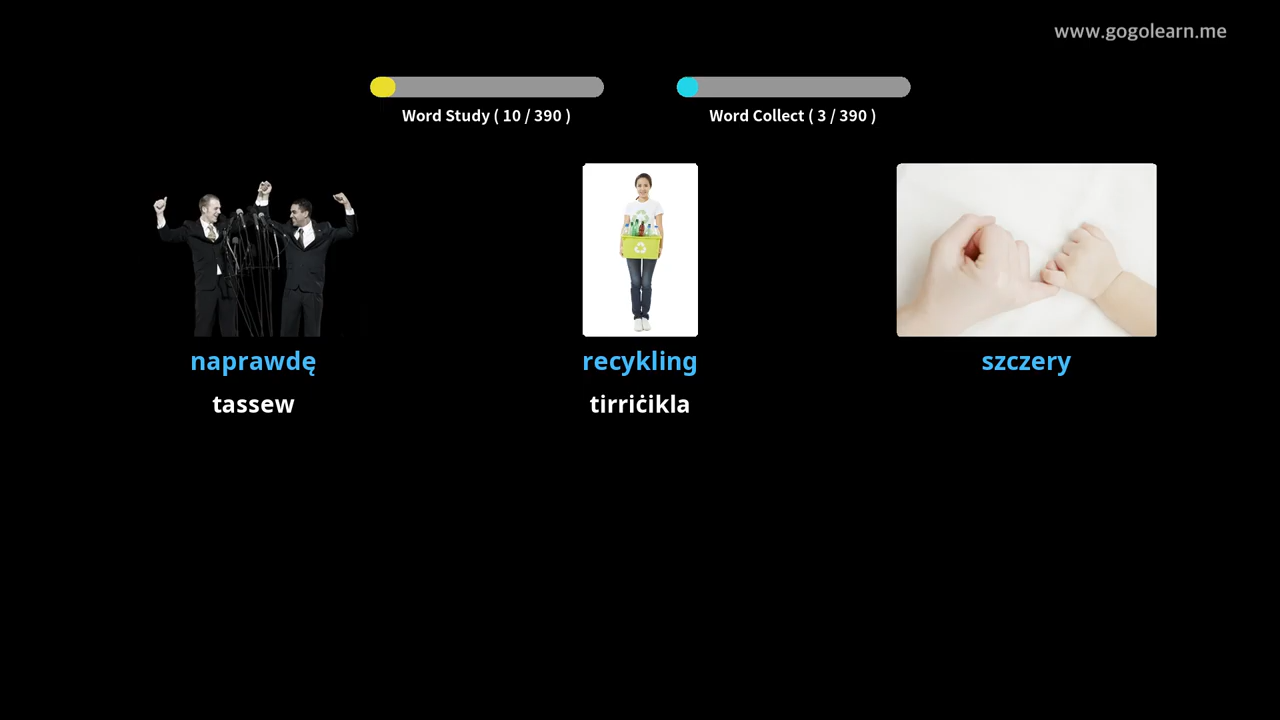 www.gogolearn.me
Word Study ( 10 / 390 )
Word Collect ( 3 / 390 )
naprawdę
recykling
szczery
tassew
tirriċikla